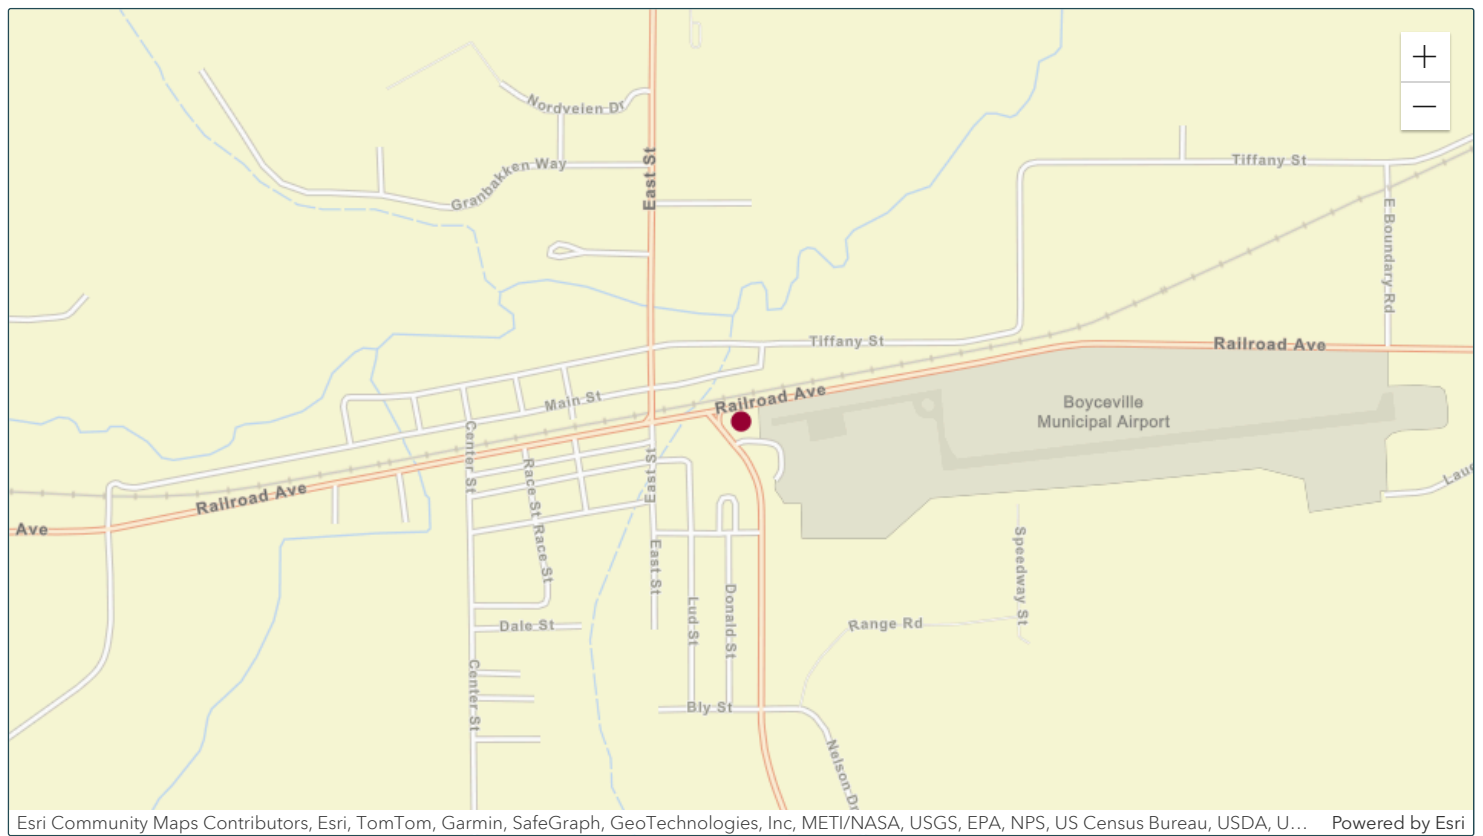 Nordveien Dr
Granbakken Way
East St
Tiffany St
E Boundary Rd
Tiffany St
Railroad Ave
Main St
Railroad Ave
Boyceville
Municipal Airport
Center St
East St
Race St
Railroad Ave
Ave
Race St
East St
Speedway St
Lud St
Donald St
Dale St
Range Rd
Center St
Bly St
Nelson Dr
Esri Community Maps Contributors, Esri, TomTom, Garmin, SafeGraph, GeoTechnologies, Inc, METI/NASA, USGS, EPA, NPS, US Census Bureau, USDA, U...
Powered by Esri